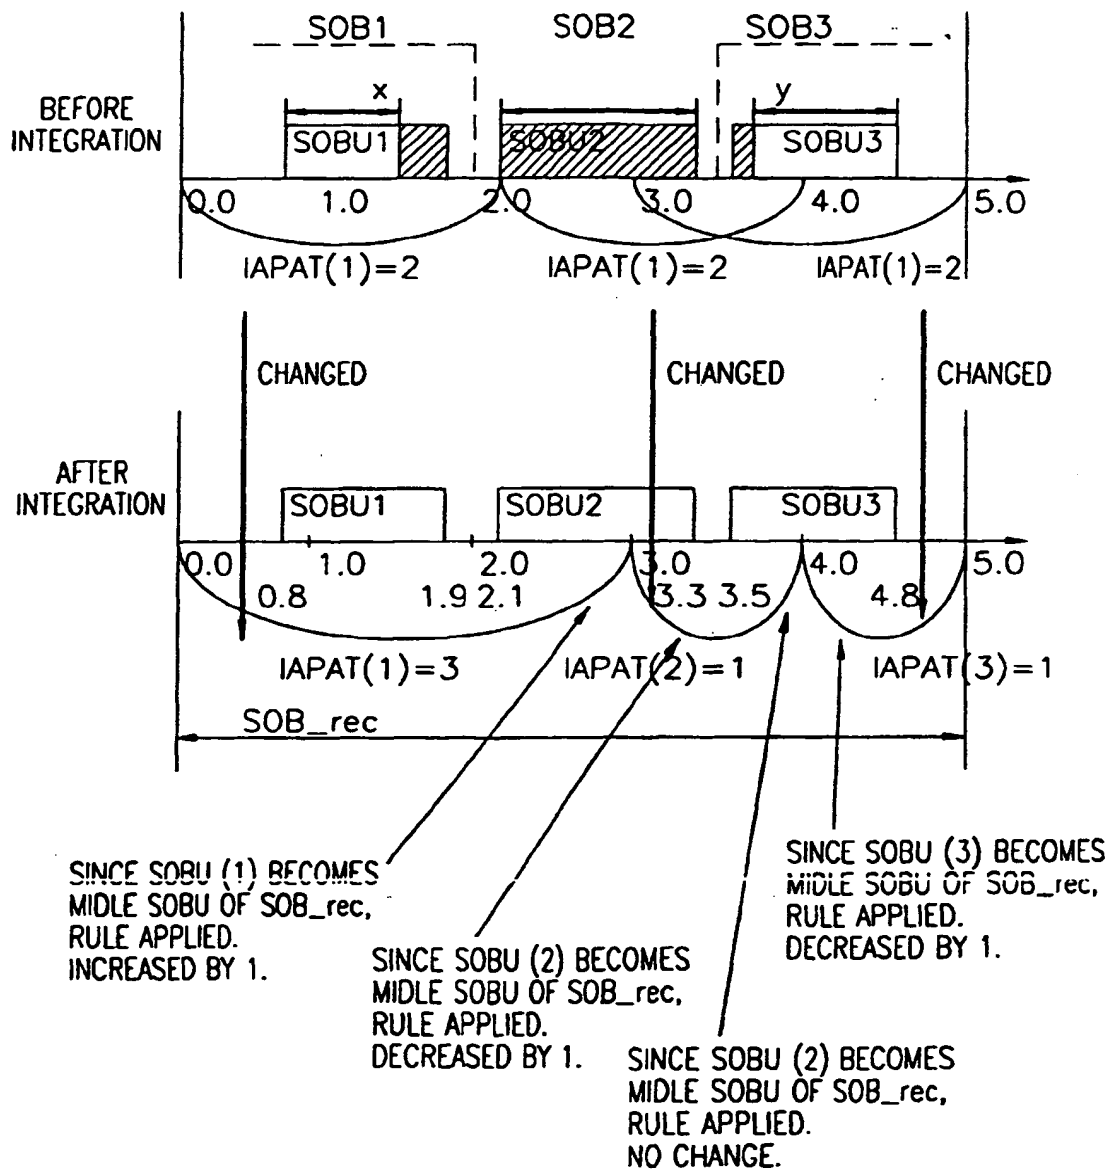 SOB1 SOB2 SOB3
BEFORE
INTEGRATION
x y
SOBU1 SOBU2 SOBU3
0.0 1.0 2.0 3.0 4.0 5.0
IAPAT(1)=2 IAPAT(1)=2 IAPAT(1)=2
CHANGED CHANGED CHANGED
AFTER
INTEGRATION
SOBU1 SOBU2 SOBU3
0.0 1.0 2.0 3.0 4.0 5.0
0.8 1.9 2.1 3.3 3.5 4.8
IAPAT(1)=3 IAPAT(2)=1 IAPAT(3)=1
SOB_rec
SINCE SOBU (1) BECOMES
MIDLE SOBU OF SOB_rec,
RULE APPLIED.
INCREASED BY 1.
SINCE SOBU (2) BECOMES
MIDLE SOBU OF SOB_rec,
RULE APPLIED.
DECREASED BY 1.
SINCE SOBU (2) BECOMES
MIDLE SOBU OF SOB_rec,
RULE APPLIED.
NO CHANGE.
SINCE SOBU (3) BECOMES
MIDLE SOBU OF SOB_rec,
RULE APPLIED.
DECREASED BY 1.